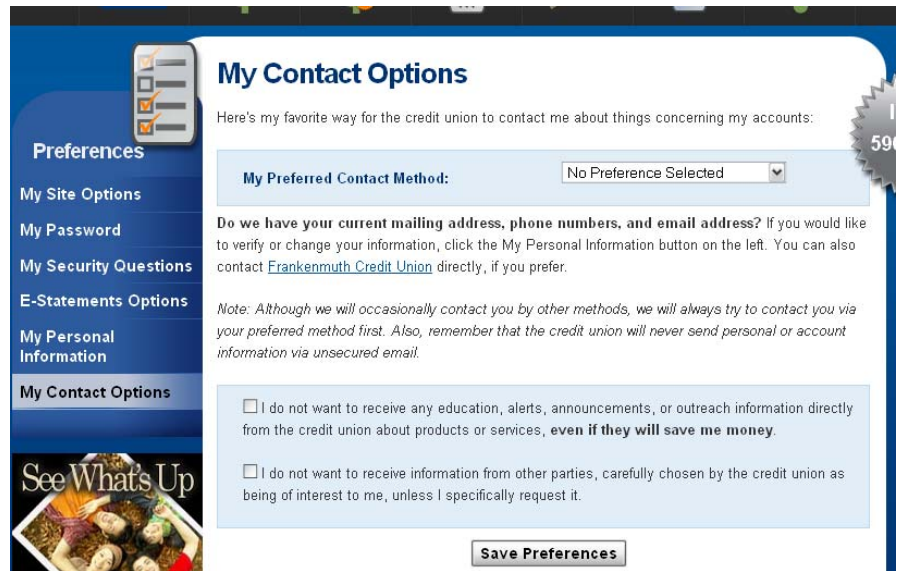 My Contact Options
Here's my favorite way for the credit union to contact me about things concerning my accounts:
Preferences
My Site Options
My Password
My Security Questions
E-Statements Options
My Personal
Information
My Contact Options
See What's Up
My Preferred Contact Method:
No Preference Selected
Do we have your current mailing address, phone numbers, and email address? If you would like
to verify or change your information, click the My Personal Information button on the left. You can also
contact Frankenmuth Credit Union directly, if you prefer.
Note: Although we will occasionally contact you by other methods, we will always try to contact you via
your preferred method first. Also, remember that the credit union will never send personal or account
information via unsecured email.
I do not want to receive any education, alerts, announcements, or outreach information directly
from the credit union about products or services, even if they will save me money.
I do not want to receive information from other parties, carefully chosen by the credit union as
being of interest to me, unless I specifically request it.
Save Preferences